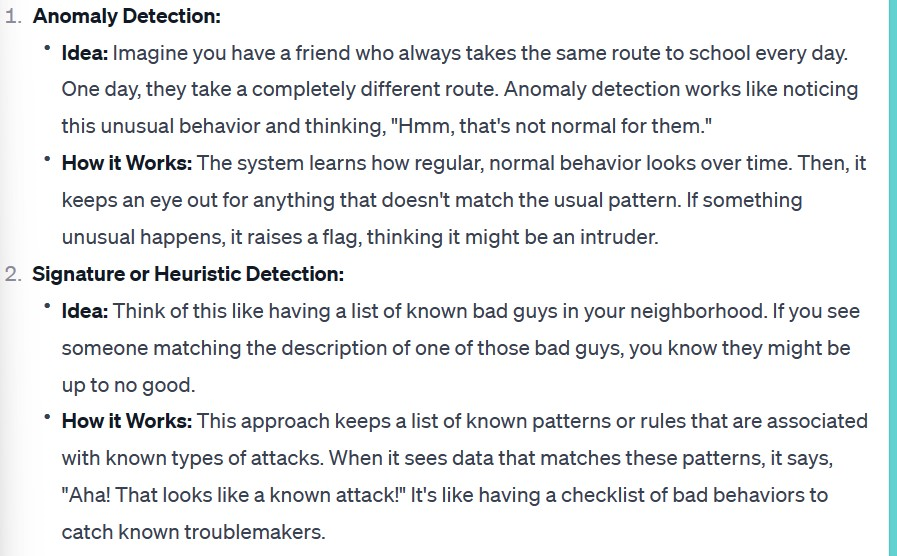 1. Anomaly Detection:
• Idea: Imagine you have a friend who always takes the same route to school every day.
One day, they take a completely different route. Anomaly detection works like noticing
this unusual behavior and thinking, "Hmm, that's not normal for them."
• How it Works: The system learns how regular, normal behavior looks over time. Then, it
keeps an eye out for anything that doesn't match the usual pattern. If something
unusual happens, it raises a flag, thinking it might be an intruder.
2. Signature or Heuristic Detection:
• Idea: Think of this like having a list of known bad guys in your neighborhood. If you see
someone matching the description of one of those bad guys, you know they might be
up to no good.
• How it Works: This approach keeps a list of known patterns or rules that are associated
with known types of attacks. When it sees data that matches these patterns, it says,
"Aha! That looks like a known attack!" It's like having a checklist of bad behaviors to
catch known troublemakers.